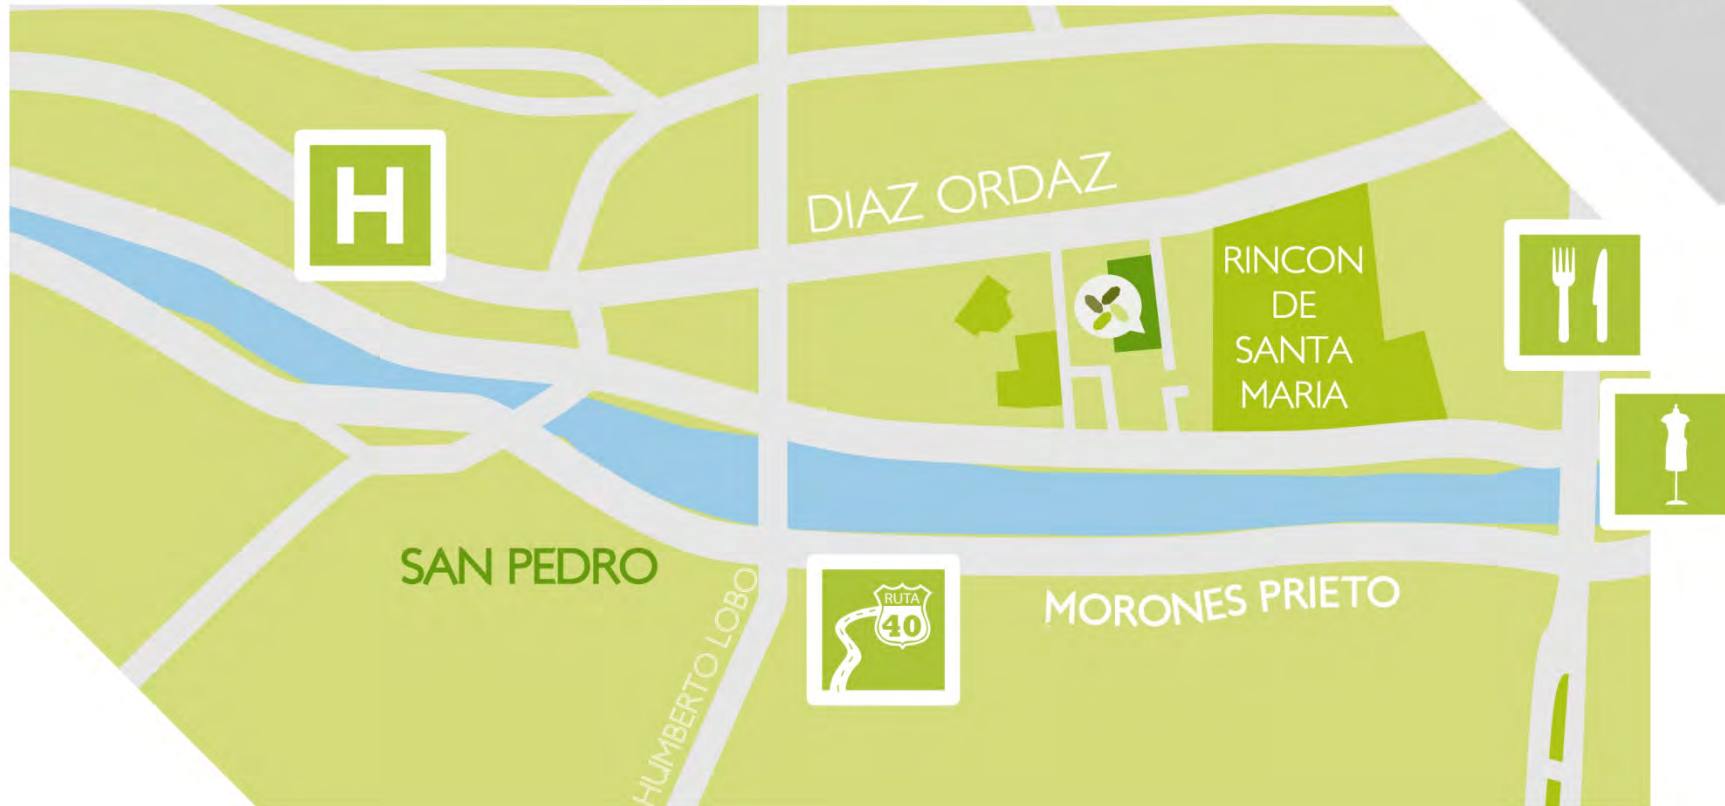 H
DIAZ ORDAZ
RINCON
DE
SANTA
MARIA
SAN PEDRO
HUMBERTO LOBO
RUTA
40
MORONES PRIETO